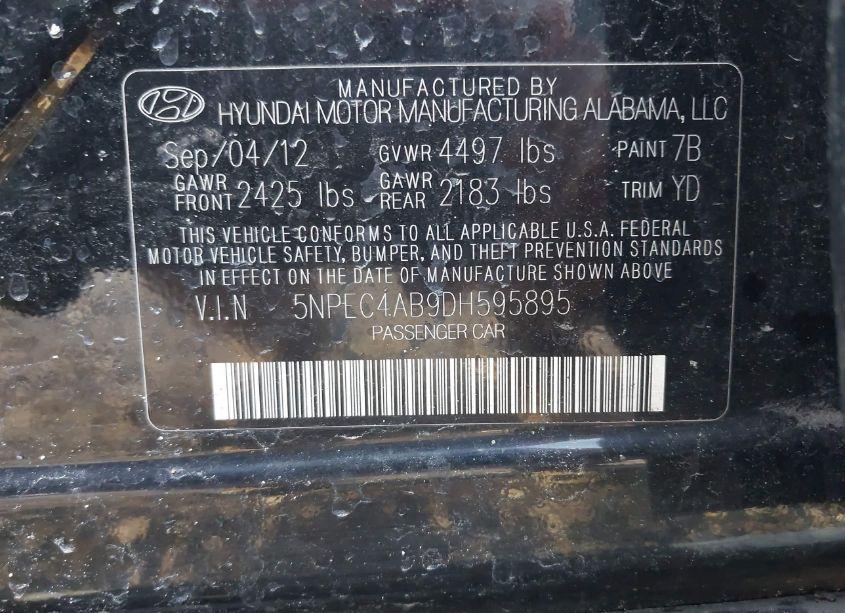 MANUFACTURED BY
HYUNDAI MOTOR MANUFACTURING ALABAMA, LLC
Sep/04/12 GVWR 4497 lbs PAINT 7B
GAWR FRONT 2425 lbs GAWR REAR 2183 lbs TRIM YD
THIS VEHICLE CONFORMS TO ALL APPLICABLE U.S.A. FEDERAL
MOTOR VEHICLE SAFETY, BUMPER, AND THEFT PREVENTION STANDARDS
IN EFFECT ON THE DATE OF MANUFACTURE SHOWN ABOVE.
V.I.N 5NPEC4AB9DH595895
PASSENGER CAR